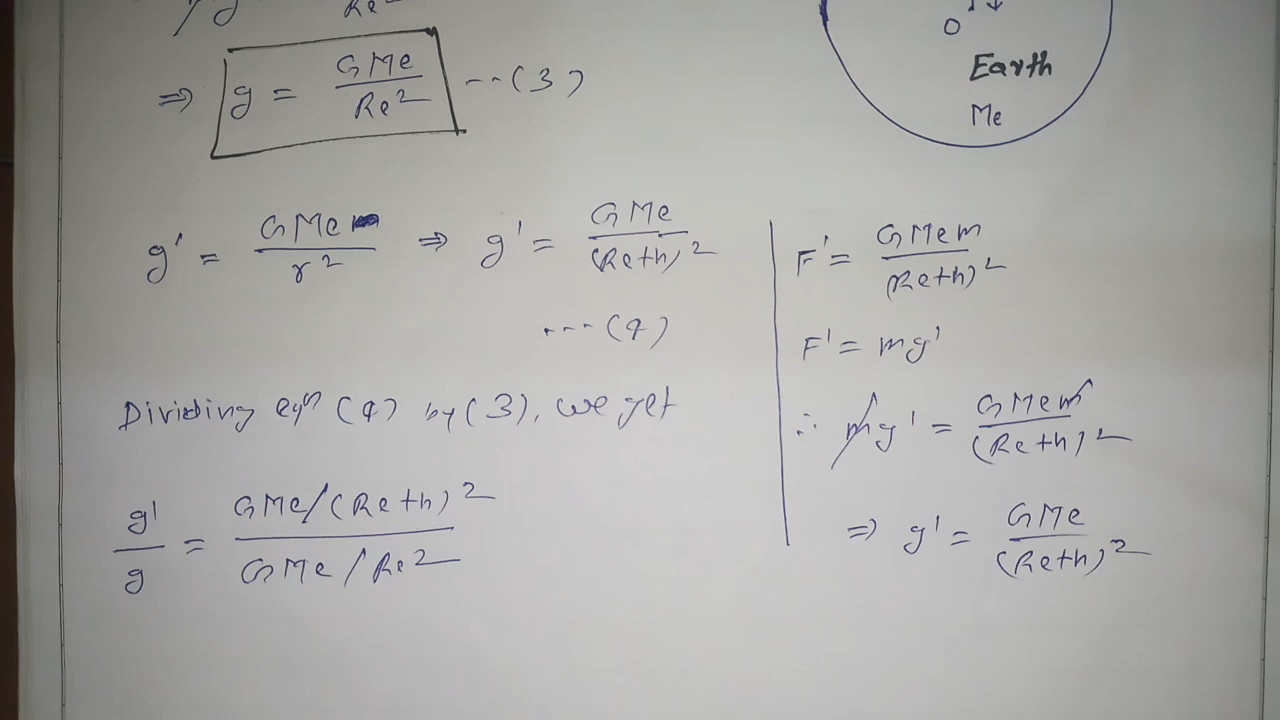 ⇒ g = GMe/Re² ---(3)
O
Earth
Me
g' = GMe/r² ⇒ g' = GMe/(Re+h)²
----(4)
Dividing eqⁿ (4) by (3), we get
g'/g = GMe/(Re+h)² / GMe/Re²
F' = GMem/(Re+h)²
F' = mg'
∴ mg' = GMem/(Re+h)²
⇒ g' = GMe/(Re+h)²